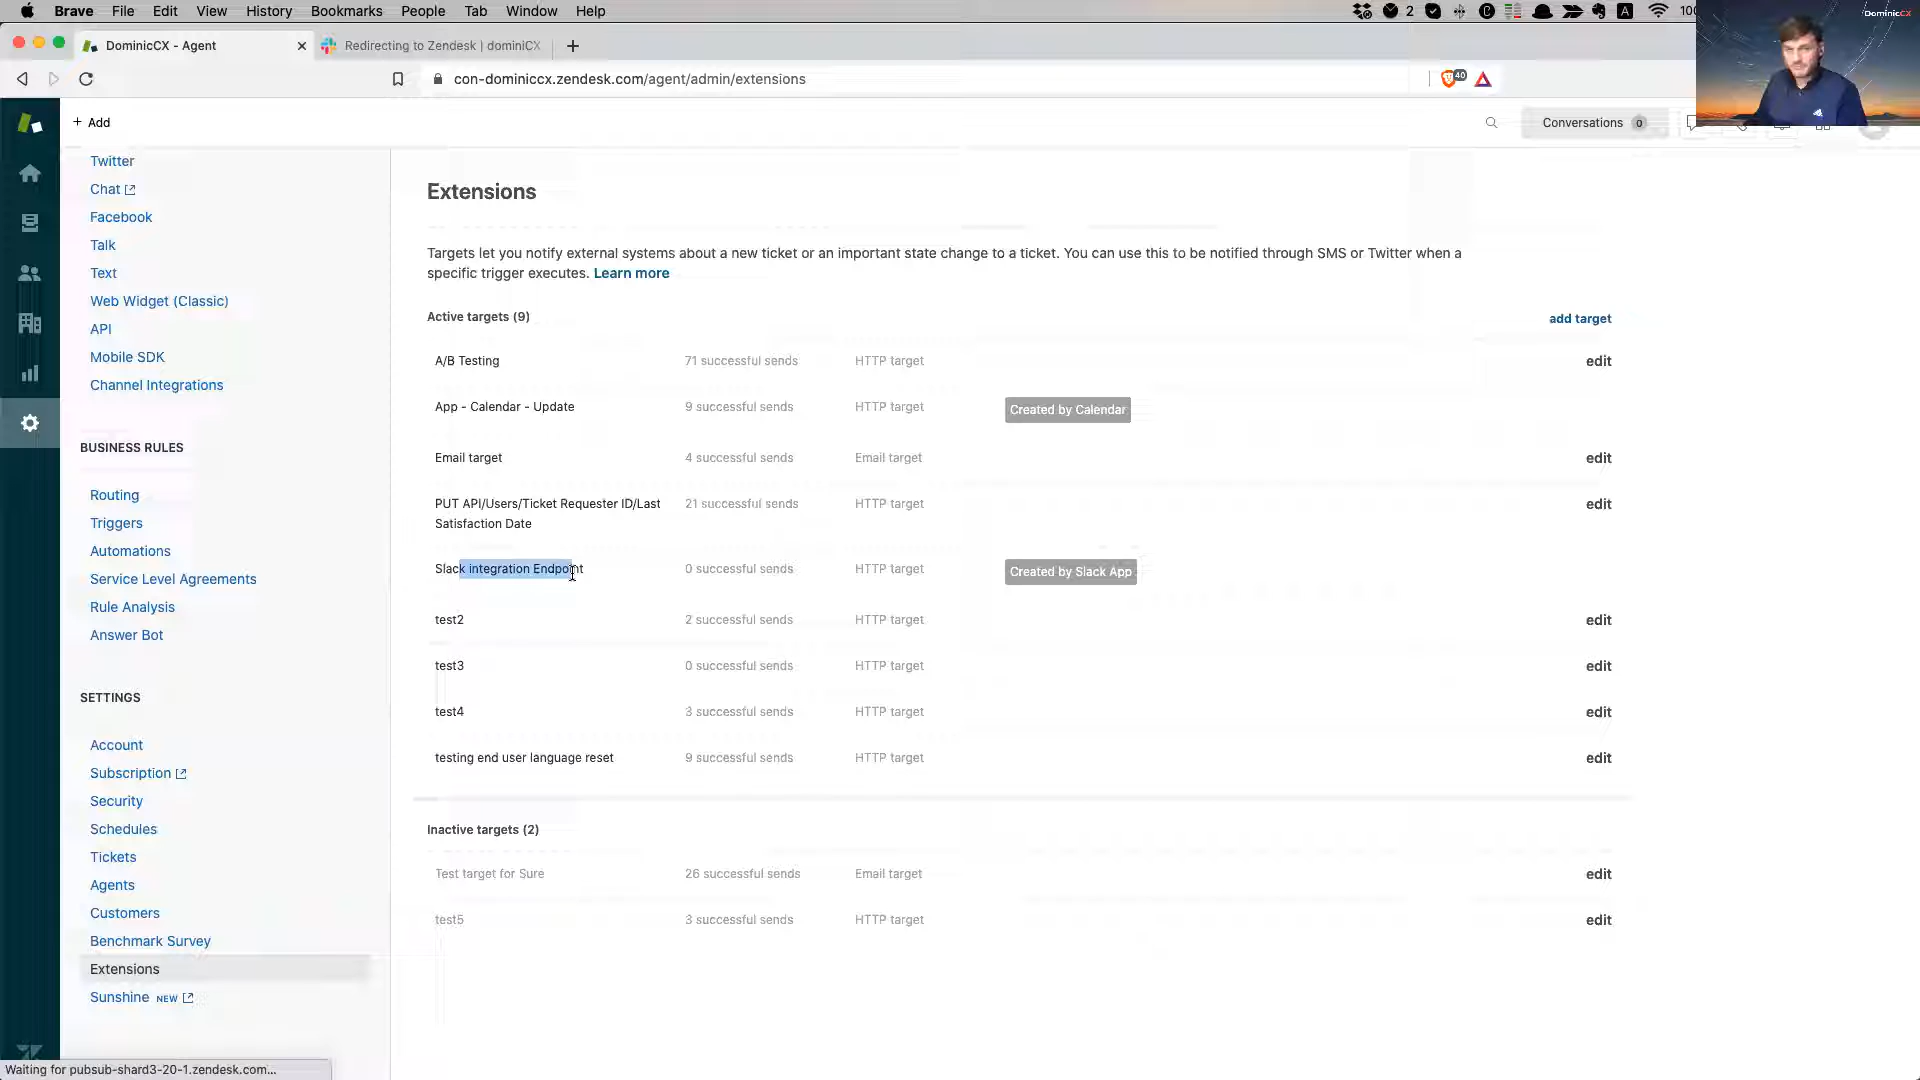 Brave File Edit View History Bookmarks People Tab Window Help
2
DominicCX
DominicCX - Agent
Redirecting to Zendesk | dominiCX
con-dominiccx.zendesk.com/agent/admin/extensions
40
+ Add
Conversations 0
Twitter
Chat
Facebook
Talk
Text
Web Widget (Classic)
API
Mobile SDK
Channel Integrations
BUSINESS RULES
Routing
Triggers
Automations
Service Level Agreements
Rule Analysis
Answer Bot
SETTINGS
Account
Subscription
Security
Schedules
Tickets
Agents
Customers
Benchmark Survey
Extensions
Sunshine NEW
Extensions
Targets let you notify external systems about a new ticket or an important state change to a ticket. You can use this to be notified through SMS or Twitter when a
specific trigger executes. Learn more
Active targets (9)
add target
A/B Testing 71 successful sends HTTP target edit
App - Calendar - Update 9 successful sends HTTP target Created by Calendar
Email target 4 successful sends Email target edit
PUT API/Users/Ticket Requester ID/Last 21 successful sends HTTP target edit
Satisfaction Date
Slack integration Endpoint 0 successful sends HTTP target Created by Slack App
test2 2 successful sends HTTP target edit
test3 0 successful sends HTTP target edit
test4 3 successful sends HTTP target edit
testing end user language reset 9 successful sends HTTP target edit
Inactive targets (2)
Test target for Sure 26 successful sends Email target edit
test5 3 successful sends HTTP target edit
Waiting for pubsub-shard3-20-1.zendesk.com...